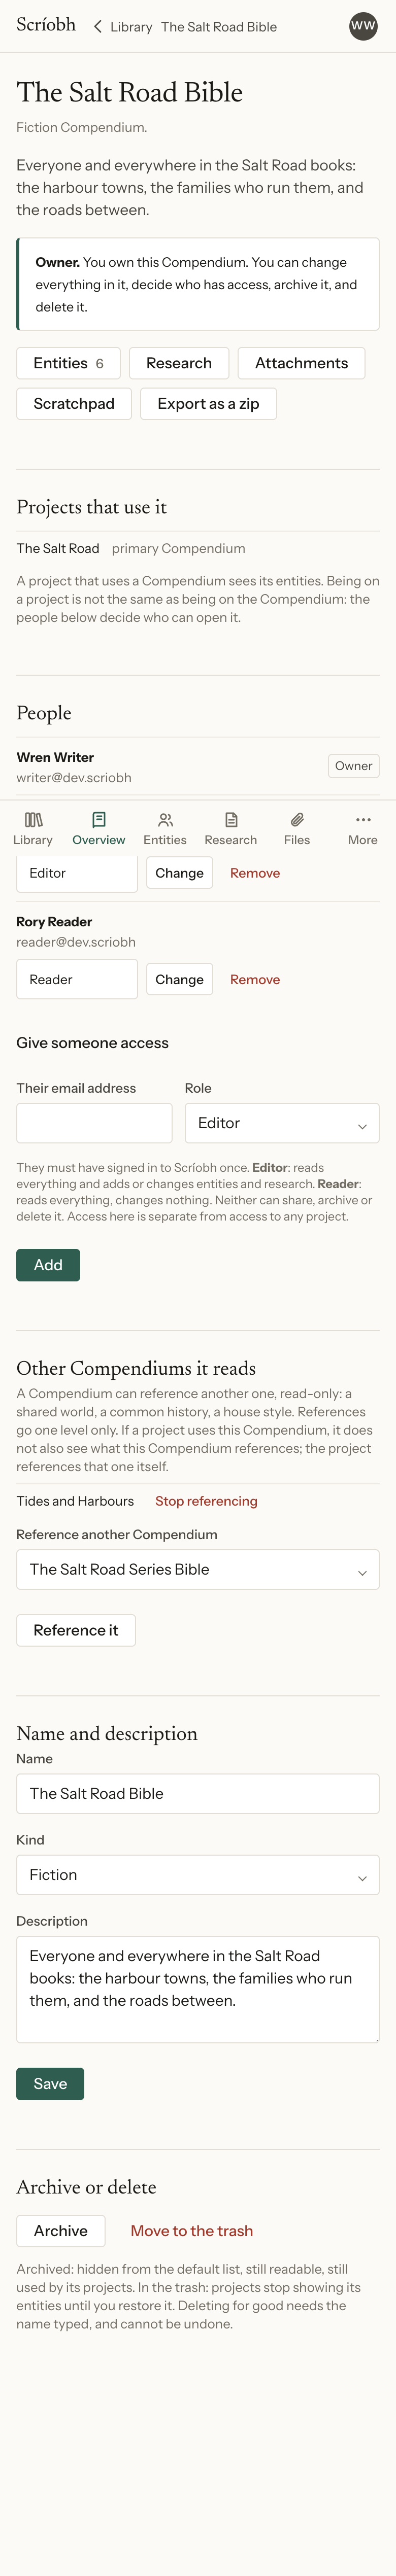 Scríobh
Library The Salt Road Bible
WW
The Salt Road Bible
Fiction Compendium.
Everyone and everywhere in the Salt Road books:
the harbour towns, the families who run them, and
the roads between.
Owner. You own this Compendium. You can change
everything in it, decide who has access, archive it, and
delete it.
Entities 6
Research
Attachments
Scratchpad
Export as a zip
Projects that use it
The Salt Road primary Compendium
A project that uses a Compendium sees its entities. Being on
a project is not the same as being on the Compendium: the
people below decide who can open it.
People
Wren Writer
writer@dev.scriobh
Owner
Library
Overview
Entities
Research
Files
More
Editor
Change
Remove
Rory Reader
reader@dev.scriobh
Reader
Change
Remove
Give someone access
Their email address
Role
Editor
They must have signed in to Scríobh once. Editor: reads
everything and adds or changes entities and research. Reader:
reads everything, changes nothing. Neither can share, archive or
delete it. Access here is separate from access to any project.
Add
Other Compendiums it reads
A Compendium can reference another one, read-only: a
shared world, a common history, a house style. References
go one level only. If a project uses this Compendium, it does
not also see what this Compendium references; the project
references that one itself.
Tides and Harbours
Stop referencing
Reference another Compendium
The Salt Road Series Bible
Reference it
Name and description
Name
The Salt Road Bible
Kind
Fiction
Description
Everyone and everywhere in the Salt Road
books: the harbour towns, the families who run
them, and the roads between.
Save
Archive or delete
Archive
Move to the trash
Archived: hidden from the default list, still readable, still
used by its projects. In the trash: projects stop showing its
entities until you restore it. Deleting for good needs the
name typed, and cannot be undone.